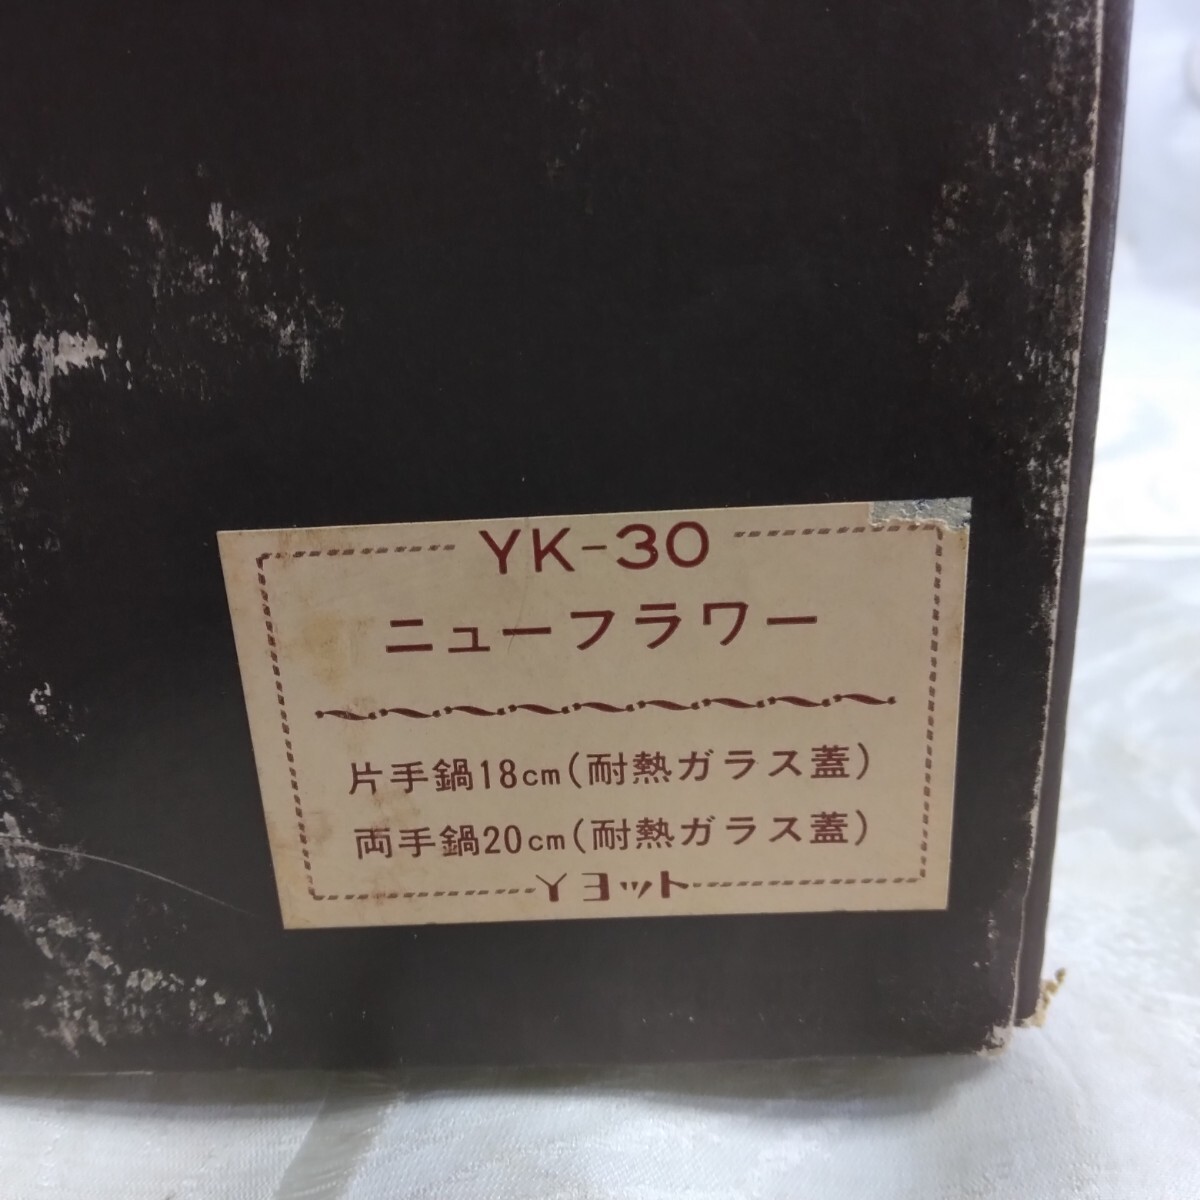 YK-30
ニューフラワー
片手鍋18cm(耐熱ガラス蓋)
両手鍋20cm(耐熱ガラス蓋)
Yヨット